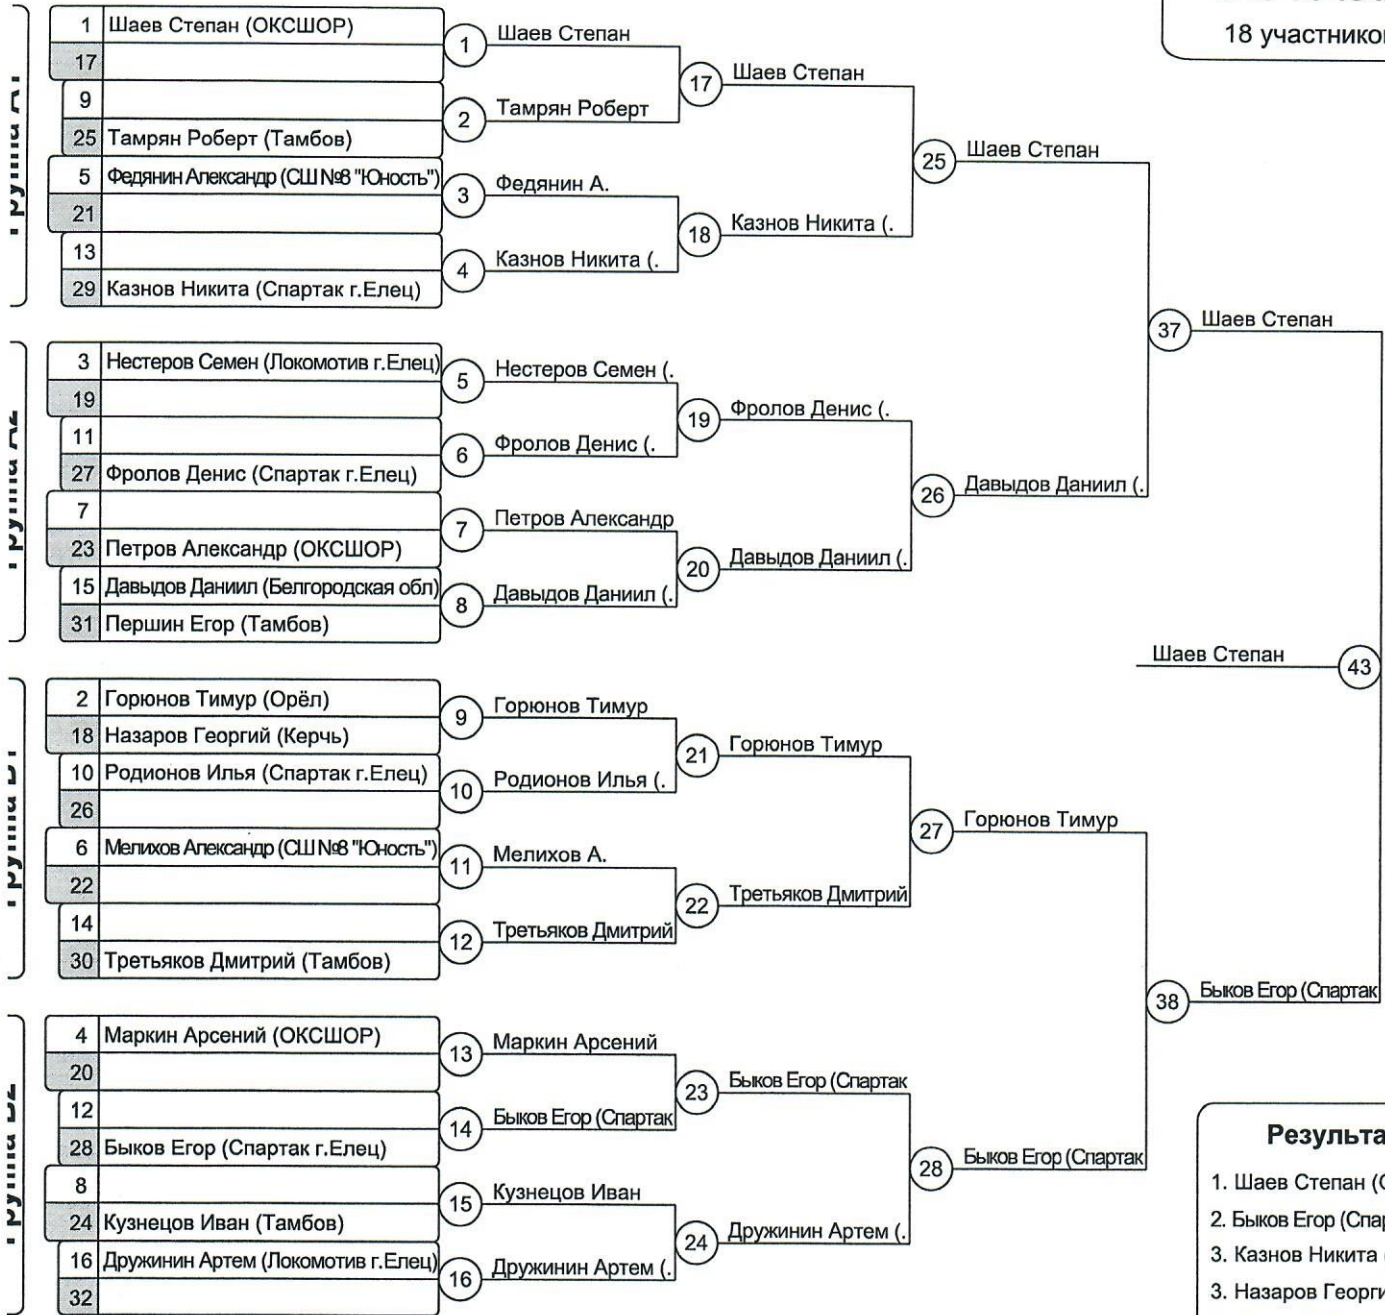 18 участнико
1 Шаев Степан (ОКСШОР)
17
9
25 Тамрян Роберт (Тамбов)
5 Федянин Александр (СШ №8 "Юность")
21
13
29 Казнов Никита (Спартак г.Елец)
1 Шаев Степан
2 Тамрян Роберт
3 Федянин А.
4 Казнов Никита (.
17 Шаев Степан
18 Казнов Никита (.
25 Шаев Степан
3 Нестеров Семен (Локомотив г.Елец)
19
11
27 Фролов Денис (Спартак г.Елец)
7
23 Петров Александр (ОКСШОР)
15 Давыдов Даниил (Белгородская обл)
31 Першин Егор (Тамбов)
5 Нестеров Семен (.
6 Фролов Денис (.
7 Петров Александр
8 Давыдов Даниил (.
19 Фролов Денис (.
20 Давыдов Даниил (.
26 Давыдов Даниил (.
37 Шаев Степан
2 Горюнов Тимур (Орёл)
18 Назаров Георгий (Керчь)
10 Родионов Илья (Спартак г.Елец)
26
6 Мелихов Александр (СШ №8 "Юность")
22
14
30 Третьяков Дмитрий (Тамбов)
9 Горюнов Тимур
10 Родионов Илья (.
11 Мелихов А.
12 Третьяков Дмитрий
21 Горюнов Тимур
22 Третьяков Дмитрий
27 Горюнов Тимур
Шаев Степан 43
4 Маркин Арсений (ОКСШОР)
20
12
28 Быков Егор (Спартак г.Елец)
8
24 Кузнецов Иван (Тамбов)
16 Дружинин Артем (Локомотив г.Елец)
32
13 Маркин Арсений
14 Быков Егор (Спартак
15 Кузнецов Иван
16 Дружинин Артем (.
23 Быков Егор (Спартак
24 Дружинин Артем (.
28 Быков Егор (Спартак
38 Быков Егор (Спартак
Результа
1. Шаев Степан (
2. Быков Егор (Спар
3. Казнов Никита
3. Назаров Георги